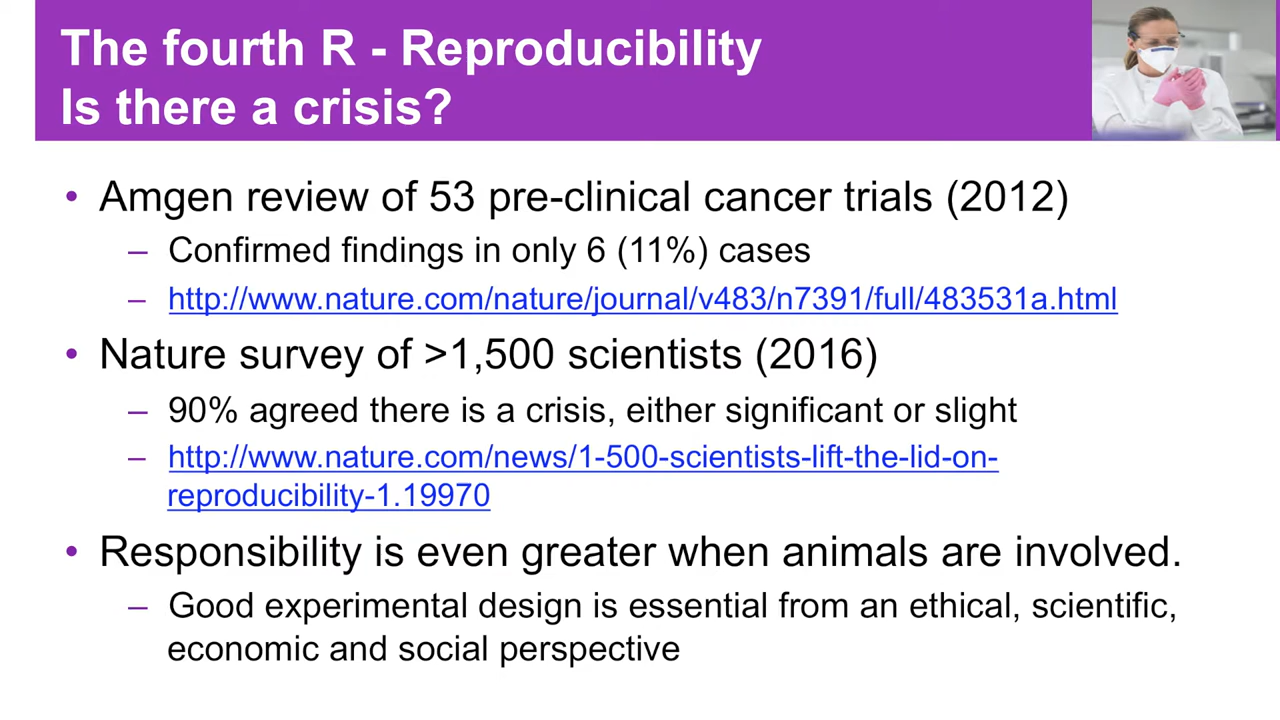 The fourth R - Reproducibility
Is there a crisis?
• Amgen review of 53 pre-clinical cancer trials (2012)
– Confirmed findings in only 6 (11%) cases
– http://www.nature.com/nature/journal/v483/n7391/full/483531a.html
• Nature survey of >1,500 scientists (2016)
– 90% agreed there is a crisis, either significant or slight
– http://www.nature.com/news/1-500-scientists-lift-the-lid-on-
reproducibility-1.19970
• Responsibility is even greater when animals are involved.
– Good experimental design is essential from an ethical, scientific,
economic and social perspective